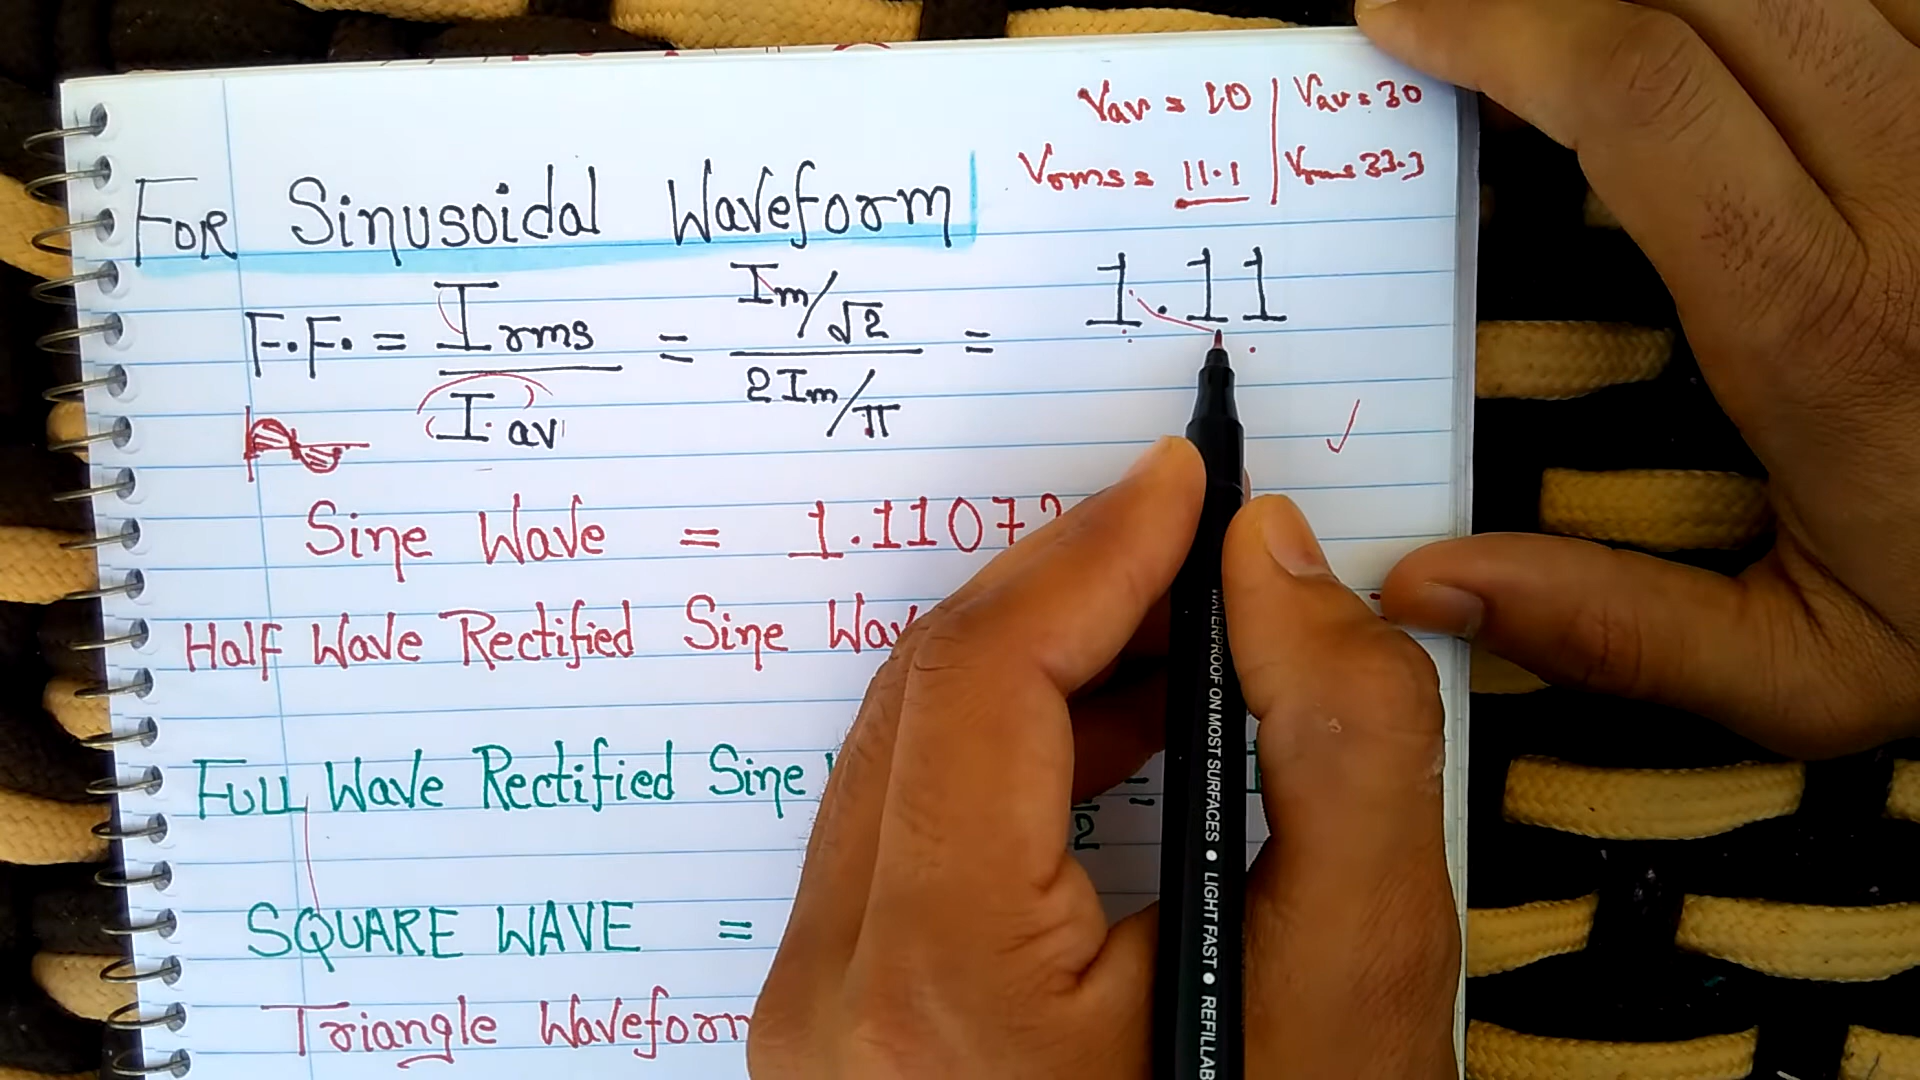 Vav = 10 | Vav = 30
Vrms = 11.1 | Vrms 33.3
FOR Sinusoidal Waveform
F.F. = Irms / Iav = Im/√2 / 2Im/π = 1.11
Sine Wave = 1.1107
Half Wave Rectified Sine
FULL Wave Rectified Sine =
SQUARE WAVE =
Triangle Waveform
WATERPROOF ON MOST SURFACES ● LIGHT FAST ● REFILLAB